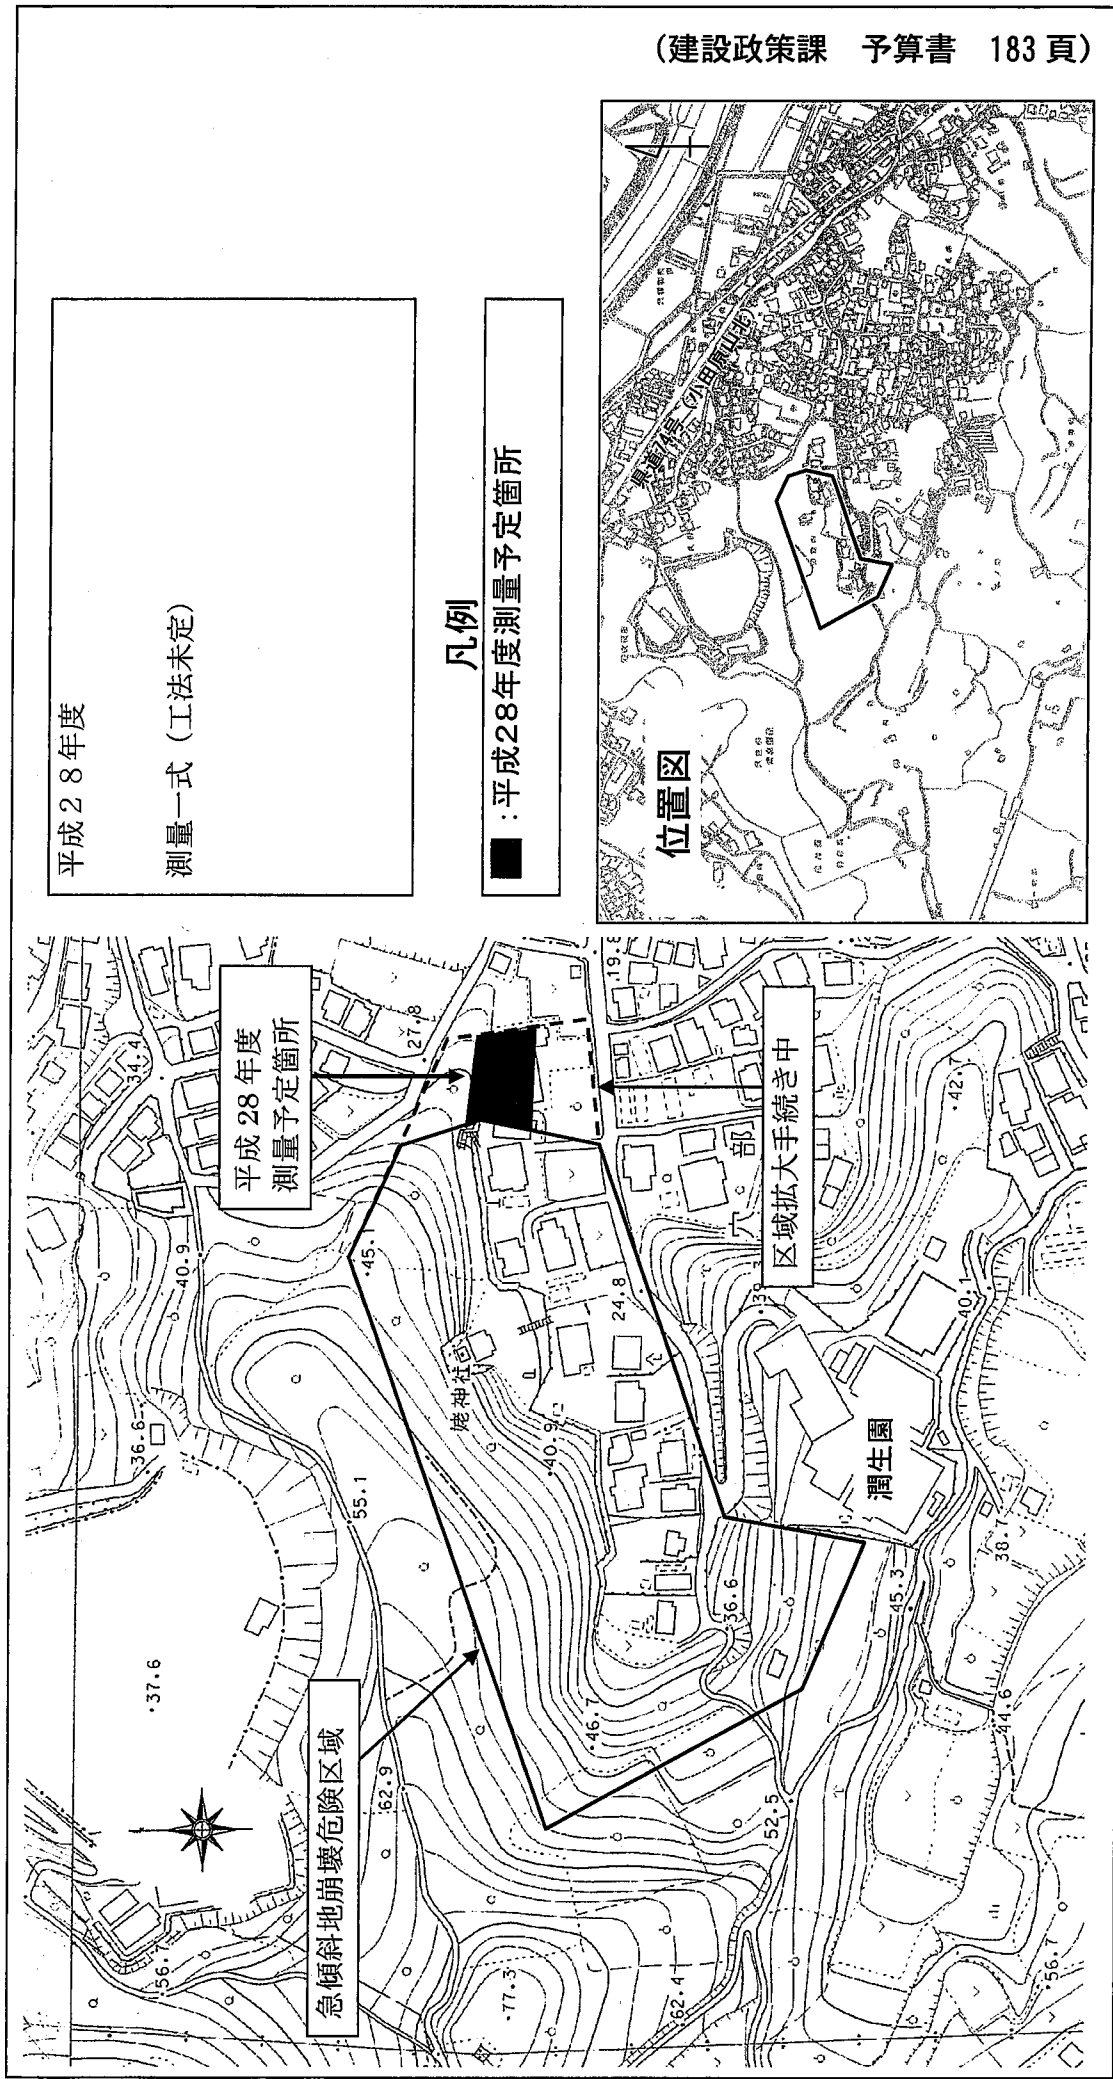 (建設政策課　予算書　183頁)
平成２８年度
測量一式（工法未定）
凡例
■：平成28年度測量予定箇所
位置図
県道74号（小田原山北）
平成28年度
測量予定箇所
急傾斜地崩壊危険区域
区域拡大手続き中
姥神社
潤生園
穴
部
34.4
27.8
19.8
40.9
45.1
36.6
55.1
24.8
40.9
42.7
40.1
38.7
37.6
46.7
36.6
45.3
62.9
52.5
44.6
56.7
77.3
62.4
56.7